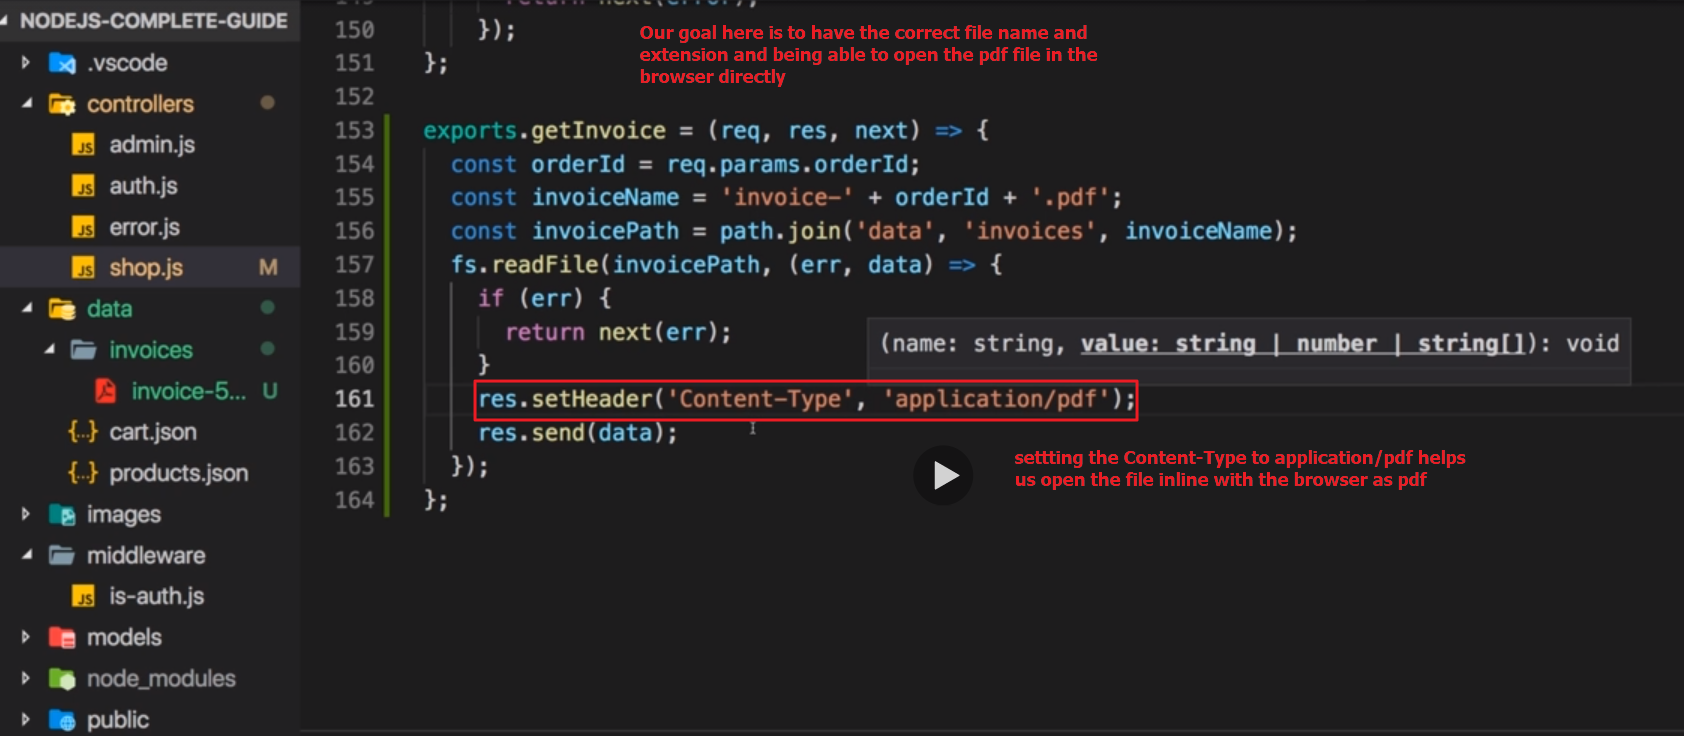 NODEJS-COMPLETE-GUIDE
.vscode
controllers
admin.js
auth.js
error.js
shop.js M
data
invoices
invoice-5... U
cart.json
products.json
images
middleware
is-auth.js
models
node_modules
public
Our goal here is to have the correct file name and
extension and being able to open the pdf file in the
browser directly
return next(error);
150 });
151 };
152
153 exports.getInvoice = (req, res, next) => {
154 const orderId = req.params.orderId;
155 const invoiceName = 'invoice-' + orderId + '.pdf';
156 const invoicePath = path.join('data', 'invoices', invoiceName);
157 fs.readFile(invoicePath, (err, data) => {
158 if (err) {
159 return next(err);
(name: string, value: string | number | string[]): void
160 }
161 res.setHeader('Content-Type', 'application/pdf');
162 res.send(data);
163 });
164 };
settting the Content-Type to application/pdf helps
us open the file inline with the browser as pdf